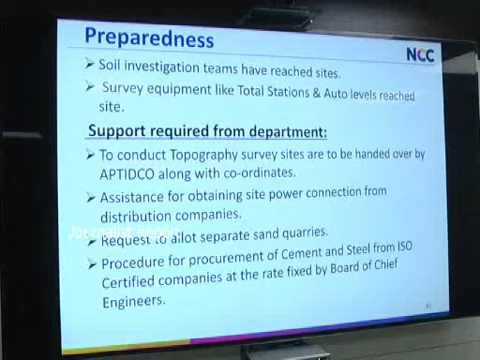 Preparedness
NCC
➢ Soil investigation teams have reached sites.
➢ Survey equipment like Total Stations & Auto levels reached
site.
Support required from department:
➢ To conduct Topography survey sites are to be handed over by
APTIDCO along with co-ordinates.
➢ Assistance for obtaining site power connection from
distribution companies.
➢ Request to allot separate sand quarries.
➢ Procedure for procurement of Cement and Steel from ISO
Certified companies at the rate fixed by Board of Chief
Engineers.
Journalist